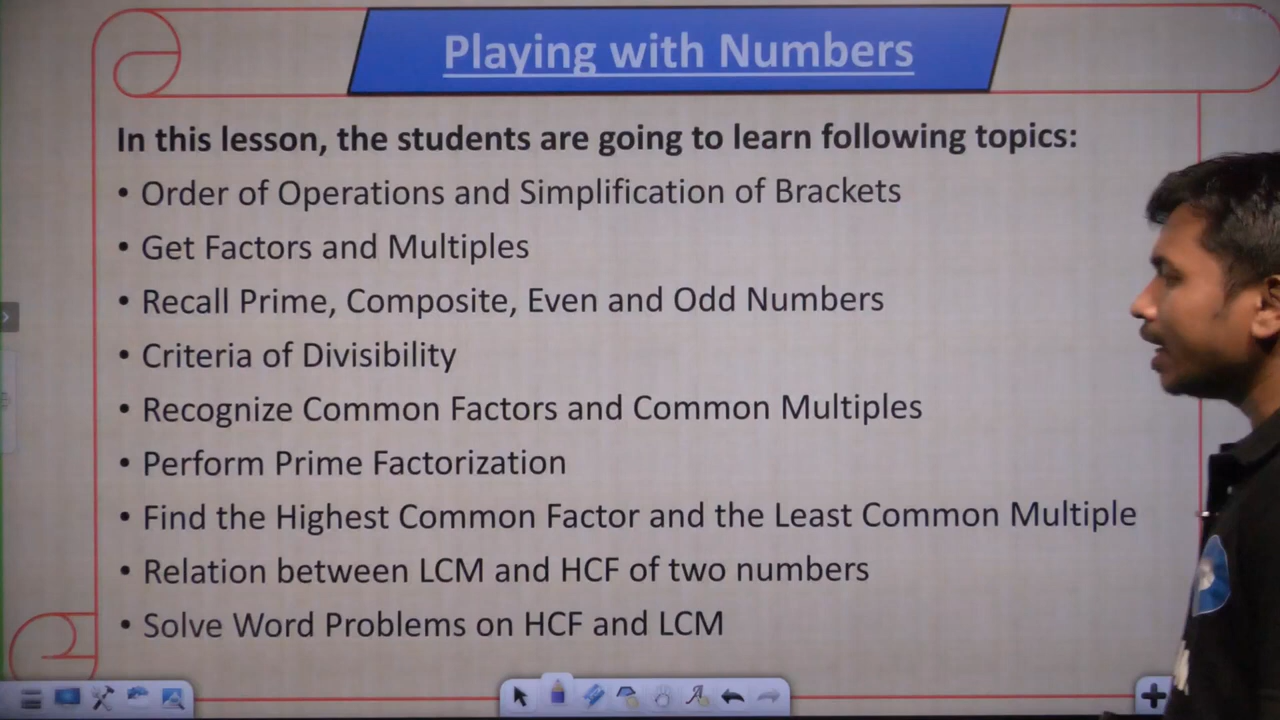 Playing with Numbers
In this lesson, the students are going to learn following topics:
• Order of Operations and Simplification of Brackets
• Get Factors and Multiples
• Recall Prime, Composite, Even and Odd Numbers
• Criteria of Divisibility
• Recognize Common Factors and Common Multiples
• Perform Prime Factorization
• Find the Highest Common Factor and the Least Common Multiple
• Relation between LCM and HCF of two numbers
• Solve Word Problems on HCF and LCM